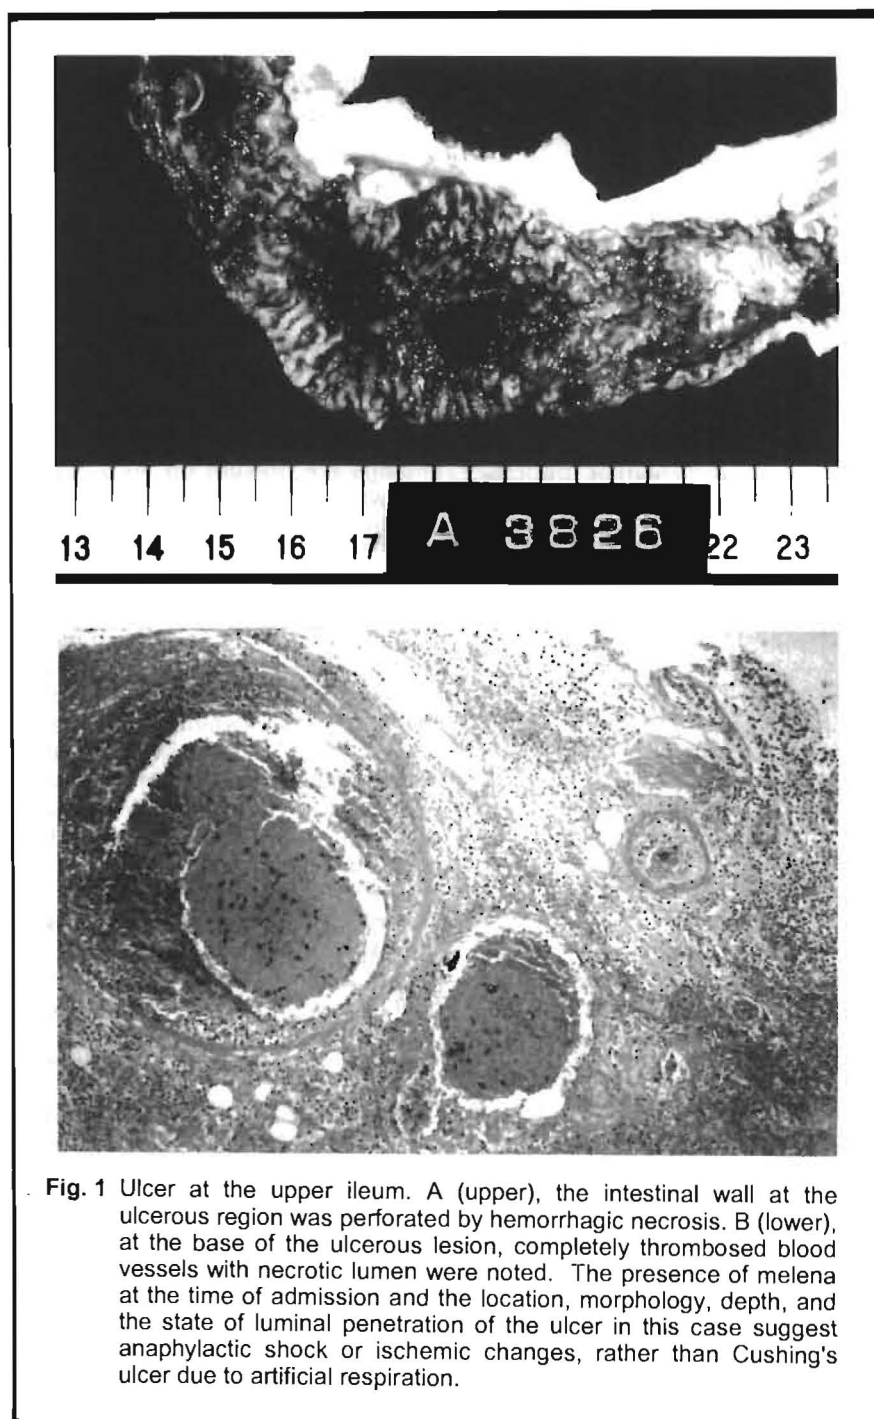 13 14 15 16 17 A 3826 22 23
Fig. 1 Ulcer at the upper ileum. A (upper), the intestinal wall at the
ulcerous region was perforated by hemorrhagic necrosis. B (lower),
at the base of the ulcerous lesion, completely thrombosed blood
vessels with necrotic lumen were noted. The presence of melena
at the time of admission and the location, morphology, depth, and
the state of luminal penetration of the ulcer in this case suggest
anaphylactic shock or ischemic changes, rather than Cushing's
ulcer due to artificial respiration.